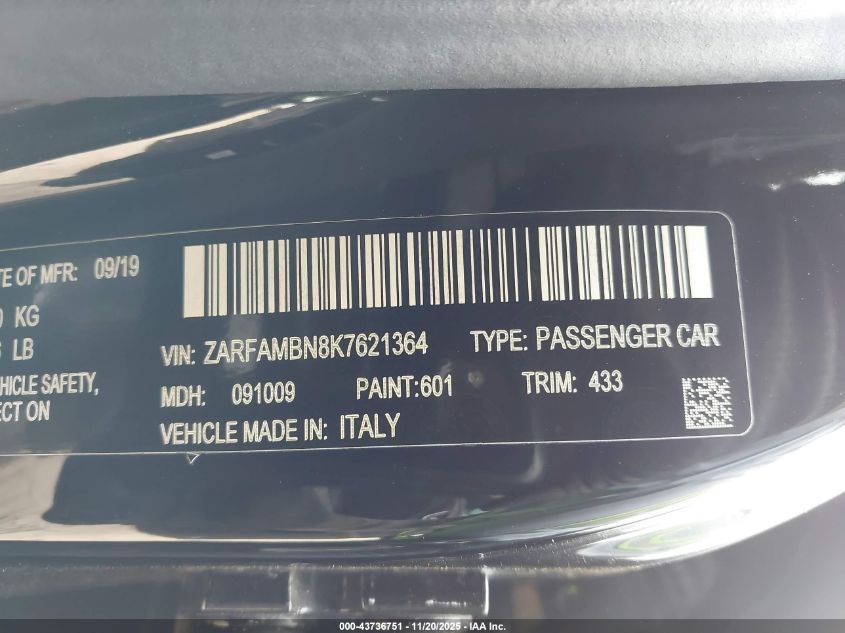 TE OF MFR: 09/19
KG
LB
VIN: ZARFAMBN8K7621364 TYPE: PASSENGER CAR
HICLE SAFETY,
ECT ON
MDH: 091009 PAINT:601 TRIM: 433
VEHICLE MADE IN: ITALY
000-43736751 - 11/20/2025 - IAA Inc.